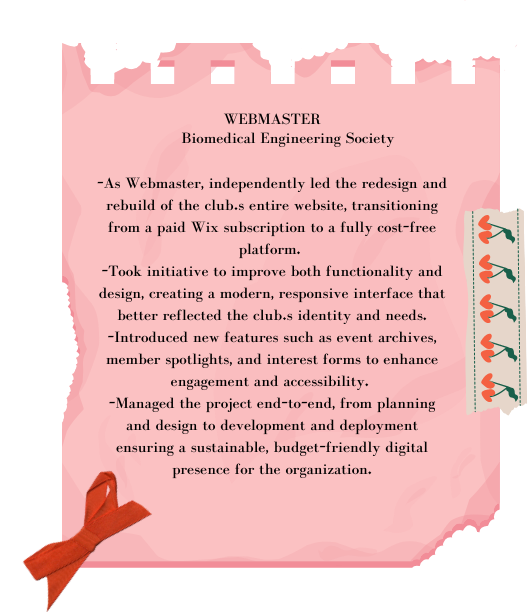 WEBMASTER
Biomedical Engineering Society
-As Webmaster, independently led the redesign and
rebuild of the club.s entire website, transitioning
from a paid Wix subscription to a fully cost-free
platform.
-Took initiative to improve both functionality and
design, creating a modern, responsive interface that
better reflected the club.s identity and needs.
-Introduced new features such as event archives,
member spotlights, and interest forms to enhance
engagement and accessibility.
-Managed the project end-to-end, from planning
and design to development and deployment
ensuring a sustainable, budget-friendly digital
presence for the organization.